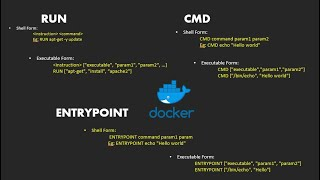 RUN
• Shell Form:
<instruction> <command>
Eg: RUN apt-get -y update
• Executable Form:
<instruction> ["executable", "param1", "param2", ...]
RUN ["apt-get", "install", "apache2"]
CMD
• Shell Form:
CMD command param1 param2
Eg: CMD echo "Hello world"
• Executable Form:
CMD ["executable","param1","param2"]
CMD ["/bin/echo", "Hello world"]
ENTRYPOINT
docker
• Shell Form:
ENTRYPOINT command param1 param
Eg: ENTRYPOINT echo "Hello world"
• Executable Form:
ENTRYPOINT ["executable", "param1", "param2"]
ENTRYPOINT ["/bin/echo", "Hello"]